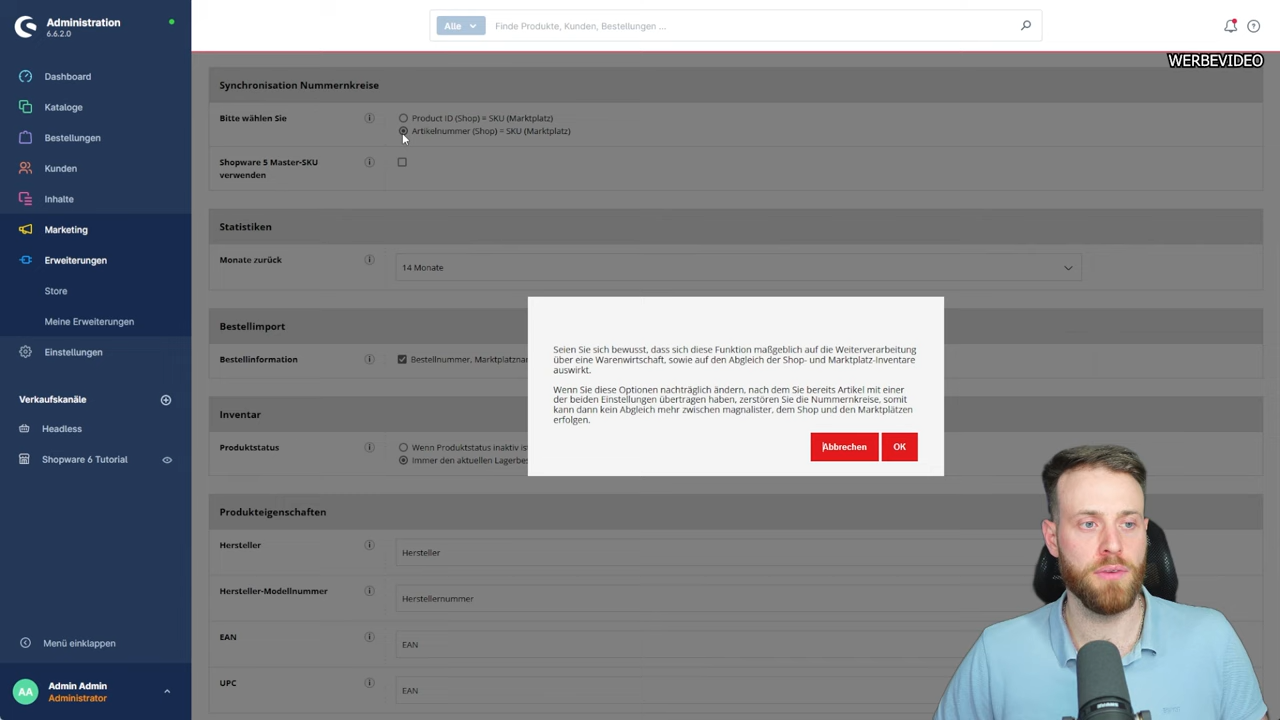 Administration
6.6.2.0
Alle
Finde Produkte, Kunden, Bestellungen ...
WERBEVIDEO
Dashboard
Kataloge
Bestellungen
Kunden
Inhalte
Marketing
Erweiterungen
Store
Meine Erweiterungen
Einstellungen
Verkaufskanäle
Headless
Shopware 6 Tutorial
Menü einklappen
AA
Admin Admin
Administrator
Synchronisation Nummernkreise
Bitte wählen Sie
Product ID (Shop) = SKU (Marktplatz)
Artikelnummer (Shop) = SKU (Marktplatz)
Shopware 5 Master-SKU
verwenden
Statistiken
Monate zurück
14 Monate
Bestellimport
Bestellinformation
Bestellnummer,
Inventar
Produktstatus
Wenn Produktstatus inaktiv
Immer den aktuellen
Seien Sie sich bewusst, dass sich diese Funktion maßgeblich auf die Weiterverarbeitung
über eine Warenwirtschaft, sowie auf den Abgleich der Shop- und Marktplatz-Inventare
auswirkt.
Wenn Sie diese Optionen nachträglich ändern, nach dem Sie bereits Artikel mit einer
der beiden Einstellungen übertragen haben, zerstören Sie die Nummernkreise, somit
kann dann kein Abgleich mehr zwischen magnalister, dem Shop und den Marktplätzen
erfolgen.
Abbrechen
OK
Produkteigenschaften
Hersteller
Hersteller
Hersteller-Modellnummer
Herstellernummer
EAN
EAN
UPC
EAN